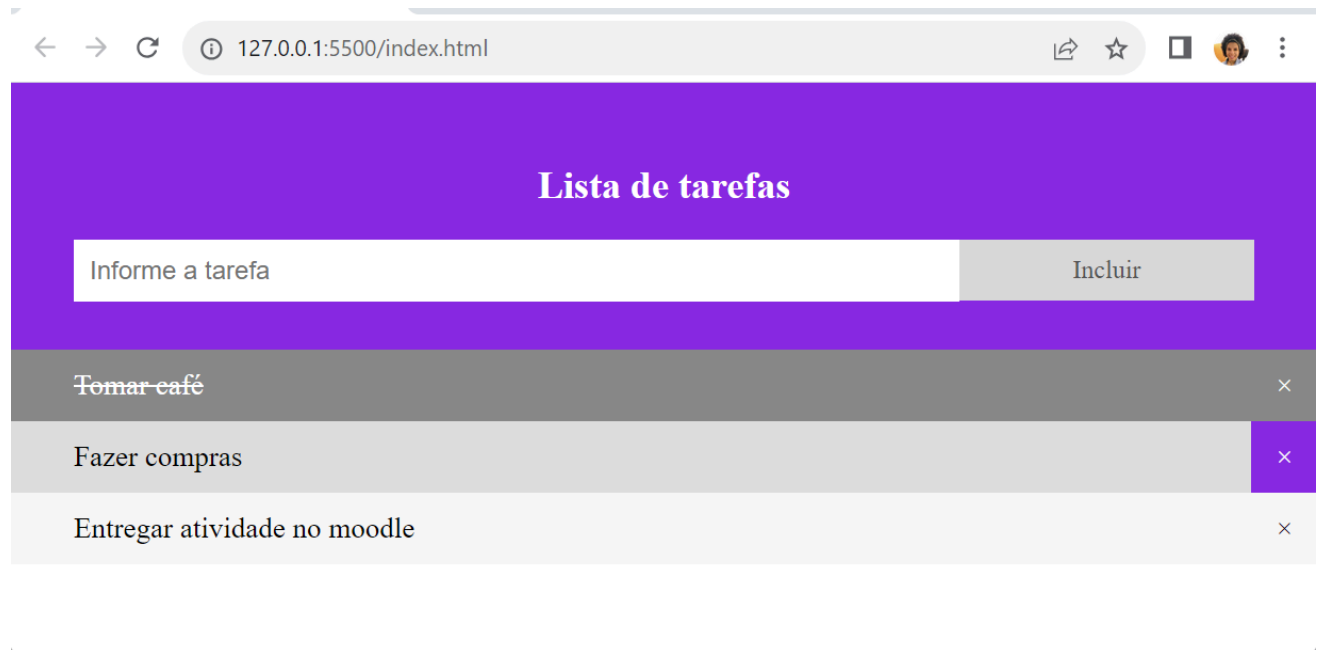 127.0.0.1:5500/index.html
Lista de tarefas
Informe a tarefa
Incluir
Tomar café ×
Fazer compras ×
Entregar atividade no moodle ×